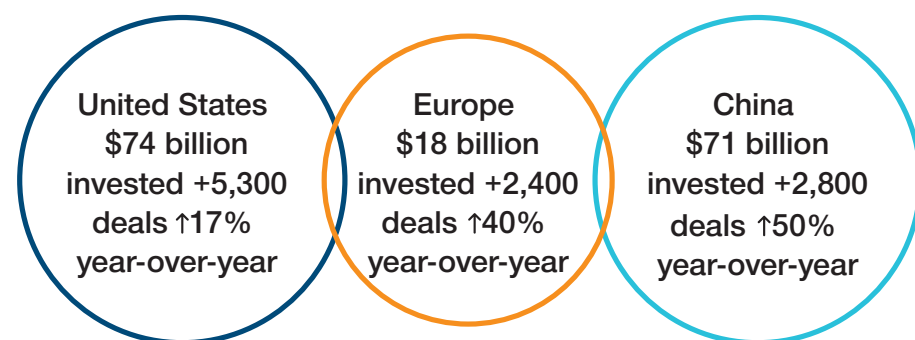 United States
$74 billion
invested +5,300
deals ↑17%
year-over-year
Europe
$18 billion
invested +2,400
deals ↑40%
year-over-year
China
$71 billion
invested +2,800
deals ↑50%
year-over-year